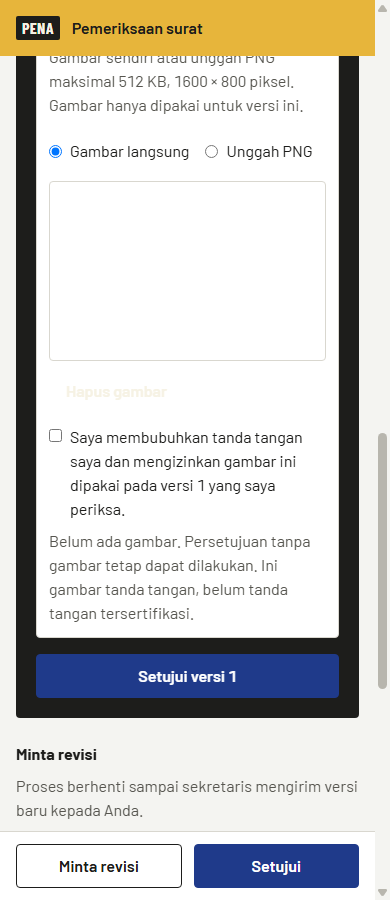 PENA Pemeriksaan surat
Gambar sendiri atau unggah PNG
maksimal 512 KB, 1600 × 800 piksel.
Gambar hanya dipakai untuk versi ini.
Gambar langsung Unggah PNG
Hapus gambar
Saya membubuhkan tanda tangan
saya dan mengizinkan gambar ini
dipakai pada versi 1 yang saya
periksa.
Belum ada gambar. Persetujuan tanpa
gambar tetap dapat dilakukan. Ini
gambar tanda tangan, belum tanda
tangan tersertifikasi.
Setujui versi 1
Minta revisi
Proses berhenti sampai sekretaris mengirim versi
baru kepada Anda.
Minta revisi Setujui